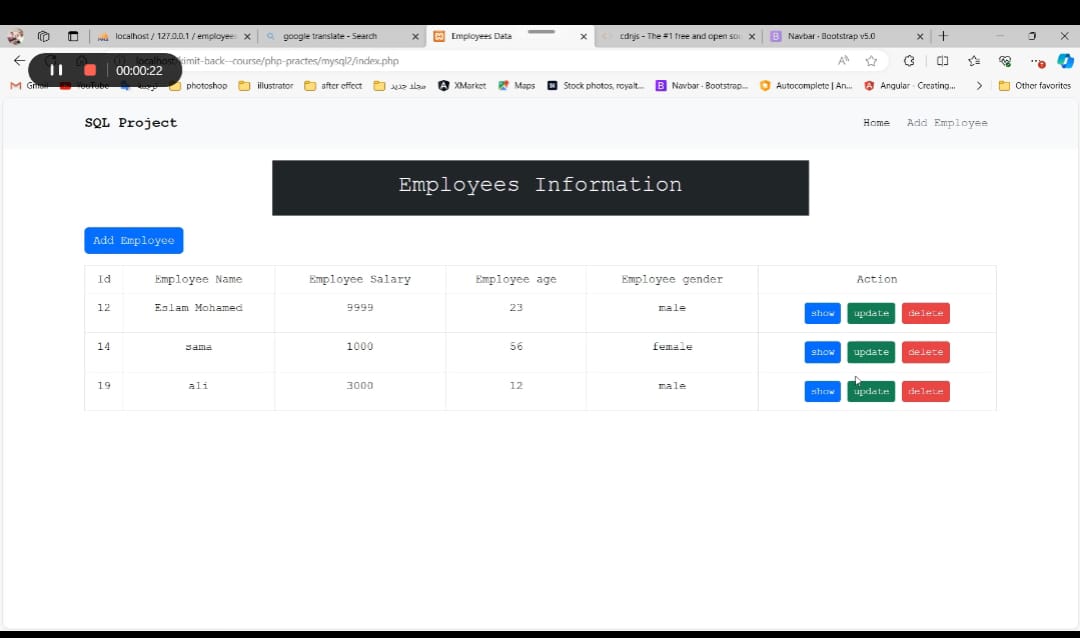 localhost / 127.0.0.1 / employee
google translate - Search
Employees Data
cdnjs - The #1 free and open sou
Navbar · Bootstrap v5.0
00:00:22
kimit-back--course/php-practes/mysql2/index.php
Gmail YouTube photoshop illustrator after effect مجلد جديد XMarket Maps Stock photos, royalt... Navbar · Bootstrap... Autocomplete | An... Angular - Creating... Other favorites
SQL Project Home Add Employee
Employees Information
Add Employee
Id Employee Name Employee Salary Employee age Employee gender Action
12 Eslam Mohamed 9999 23 male show update delete
14 sama 1000 56 female show update delete
19 ali 3000 12 male show update delete